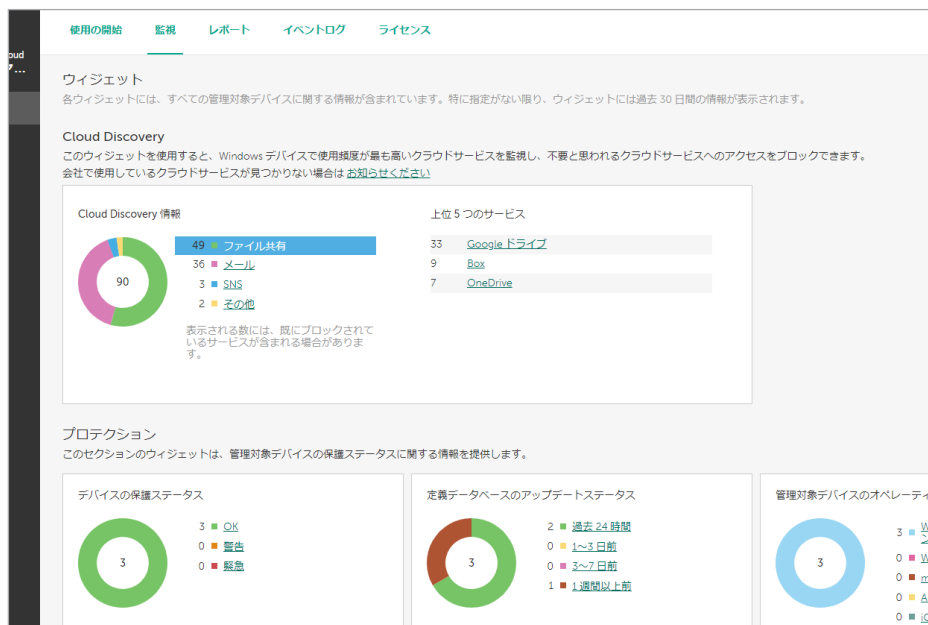 使用の開始 監視 レポート イベントログ ライセンス
oud
ウィジェット
各ウィジェットには、すべての管理対象デバイスに関する情報が含まれています。特に指定がない限り、ウィジェットには過去 30 日間の情報が表示されます。
Cloud Discovery
このウィジェットを使用すると、Windows デバイスで使用頻度が最も高いクラウドサービスを監視し、不要と思われるクラウドサービスへのアクセスをブロックできます。
会社で使用しているクラウドサービスが見つかりない場合は お知らせください
Cloud Discovery 情報
90
49 ファイル共有
36 メール
3 SNS
2 その他
表示される数には、既にブロックされて
いるサービスが含まれる場合がありま
す。
上位 5 つのサービス
33 Google ドライブ
9 Box
7 OneDrive
プロテクション
このセクションのウィジェットは、管理対象デバイスの保護ステータスに関する情報を提供します。
デバイスの保護ステータス
3
3 OK
0 警告
0 緊急
定義データベースのアップデートステータス
3
2 過去 24 時間
0 1～3 日前
0 3～7 日前
1 1 週間以上前
管理対象デバイスのオペレーティ
3
3 W
0 W
0 m
0 A
0 iO